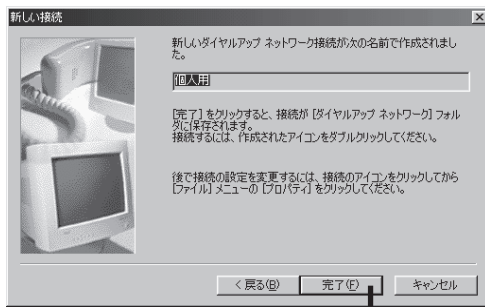 新しい接続
新しいダイヤルアップ ネットワーク接続が次の名前で作成されまし
た。
個人用
[完了] をクリックすると、接続が [ダイヤルアップ ネットワーク] フォル
ダに保存されます。
接続するには、作成されたアイコンをダブルクリックしてください。
後で接続の設定を変更するには、接続のアイコンをクリックしてから
[ファイル] メニューの [プロパティ] をクリックしてください。
< 戻る(B)
完了(F)
キャンセル